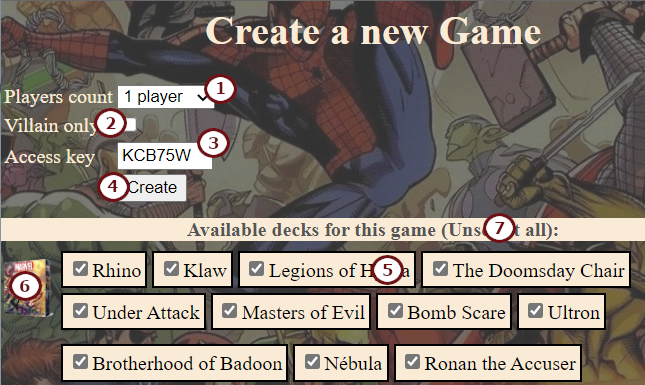 Create a new Game
Players count 1 player 1
Villain only 2
Access key KCB75W 3
4 Create
Available decks for this game (Uns 7 t all):
6 Rhino Klaw Legions of H 5 a The Doomsday Chair
Under Attack Masters of Evil Bomb Scare Ultron
Brotherhood of Badoon Nébula Ronan the Accuser